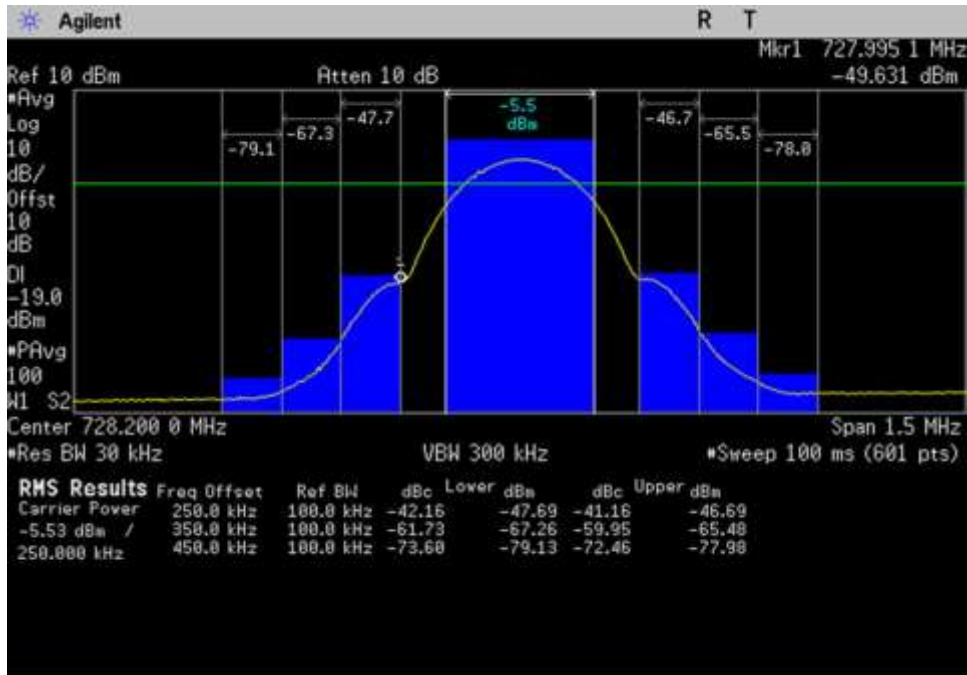 Agilent R T
Mkr1 727.995 1 MHz
Ref 10 dBm Atten 10 dB -49.631 dBm
#Avg
Log
10
dB/
Offst
10
dB
DI
-19.0
dBm
#PAvg
100
W1 S2
-79.1 -67.3 -47.7 -5.5 dBm -46.7 -65.5 -78.0
1
Center 728.200 0 MHz Span 1.5 MHz
#Res BW 30 kHz VBW 300 kHz #Sweep 100 ms (601 pts)
RMS Results Freq Offset Ref BW dBc Lower dBm dBc Upper dBm
Carrier Power 250.0 kHz 100.0 kHz -42.16 -47.69 -41.16 -46.69
-5.53 dBm / 350.0 kHz 100.0 kHz -61.73 -67.26 -59.95 -65.48
250.000 kHz 450.0 kHz 100.0 kHz -73.60 -79.13 -72.46 -77.98